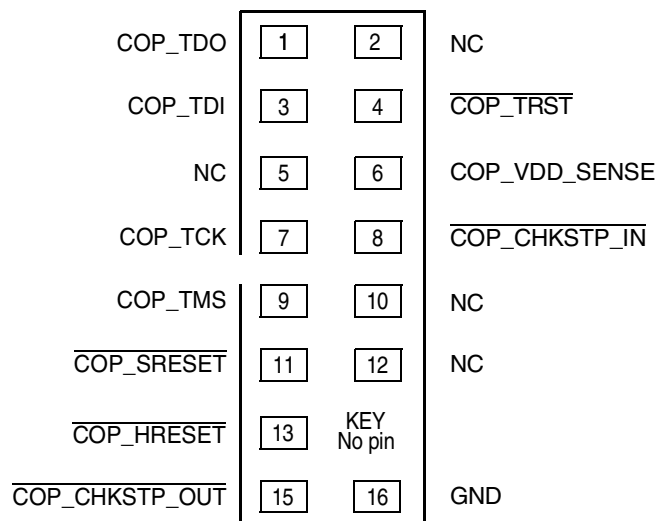 COP_TDO 1 2 NC
COP_TDI 3 4 COP_TRST
NC 5 6 COP_VDD_SENSE
COP_TCK 7 8 COP_CHKSTP_IN
COP_TMS 9 10 NC
COP_SRESET 11 12 NC
COP_HRESET 13 KEY
No pin
COP_CHKSTP_OUT 15 16 GND